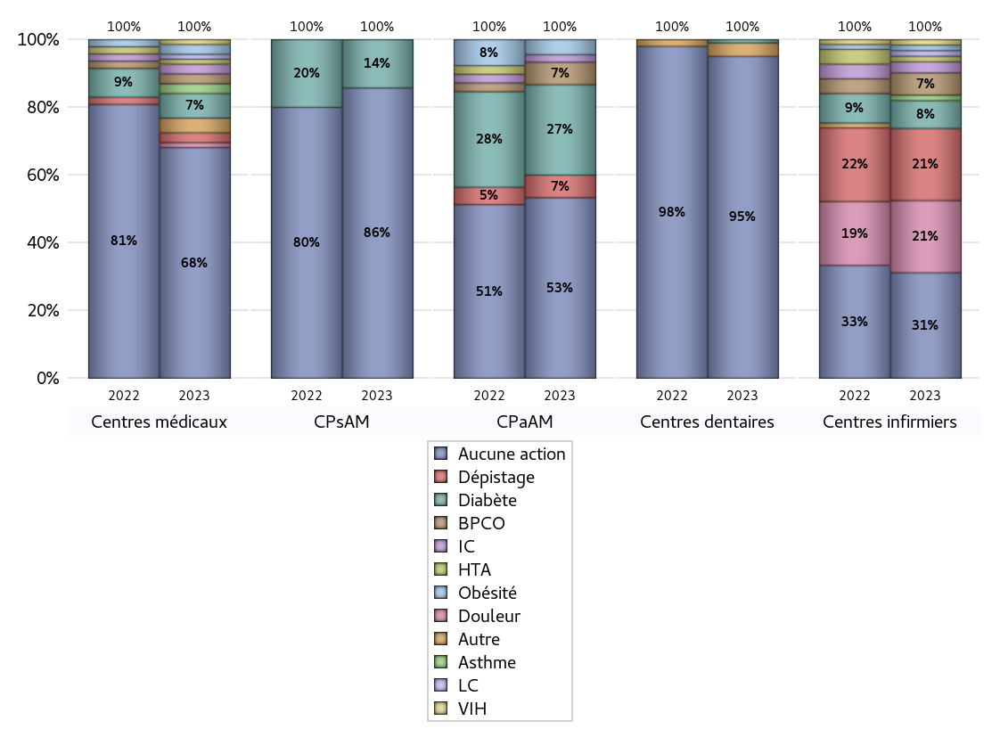 100% 100% 100% 100% 100% 100% 100% 100% 100% 100%
100%
80%
60%
40%
20%
0%
9% 81%
7% 68%
20% 80%
14% 86%
8% 28% 5% 51%
7% 27% 7% 53%
98%
95%
9% 22% 19% 33%
7% 8% 21% 21% 31%
2022 2023 2022 2023 2022 2023 2022 2023 2022 2023
Centres médicaux CPsAM CPaAM Centres dentaires Centres infirmiers
Aucune action
Dépistage
Diabète
BPCO
IC
HTA
Obésité
Douleur
Autre
Asthme
LC
VIH